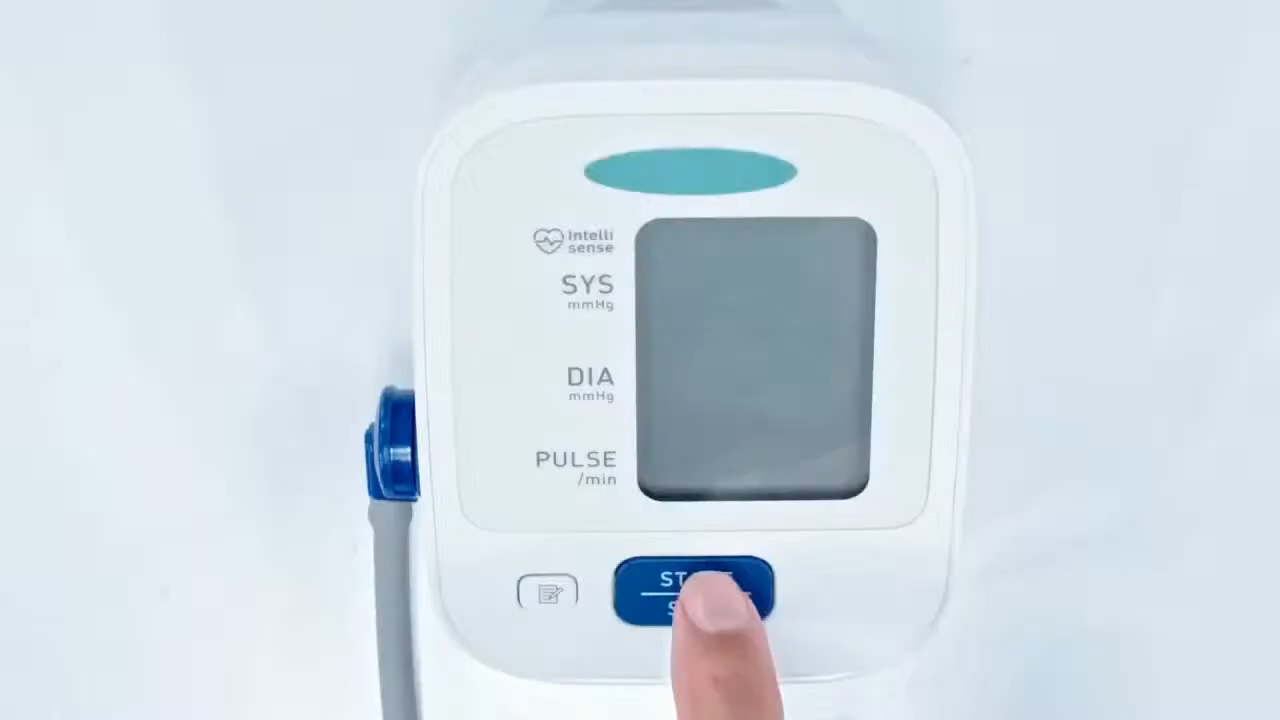 intelli
sense
SYS
mmHg
DIA
mmHg
PULSE
/min